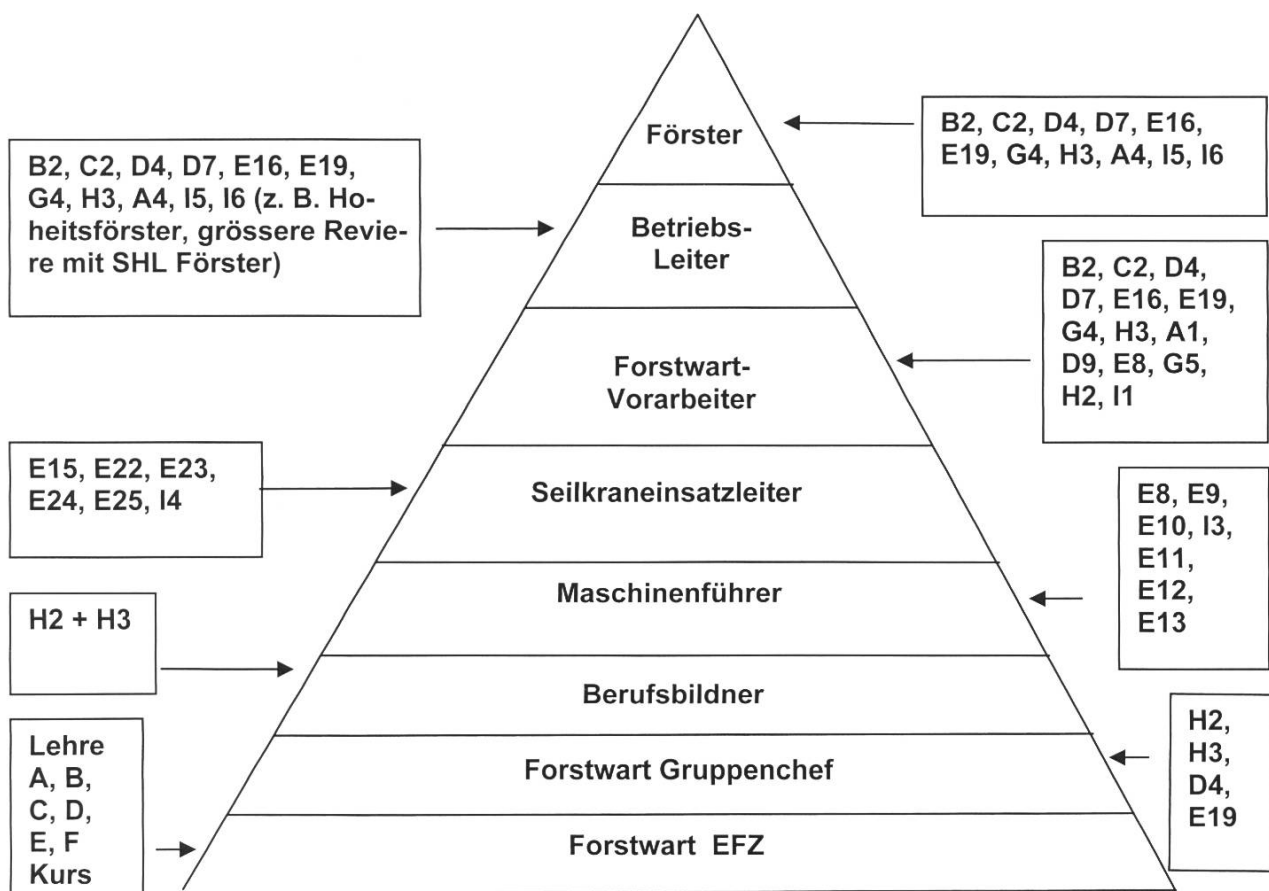 Förster
B2, C2, D4, D7, E16,
E19, G4, H3, A4, I5, I6
B2, C2, D4, D7, E16, E19,
G4, H3, A4, I5, I6 (z. B. Ho-
heitsförster, grössere Revie-
re mit SHL Förster)
Betriebs-
Leiter
B2, C2, D4,
D7, E16, E19,
G4, H3, A1,
D9, E8, G5,
H2, I1
Forstwart-
Vorarbeiter
E15, E22, E23,
E24, E25, I4
Seilkraneinsatzleiter
E8, E9,
E10, I3,
E11,
E12,
E13
Maschinenführer
H2 + H3
Berufsbildner
H2,
H3,
D4,
E19
Forstwart Gruppenchef
Lehre
A, B,
C, D,
E, F
Kurs
Forstwart EFZ